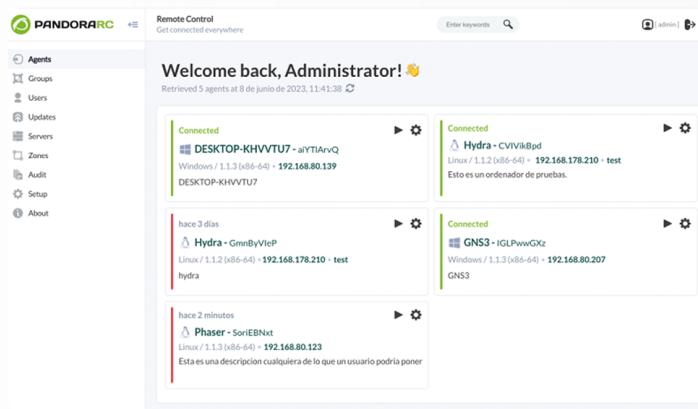 PANDORARC
Remote Control
Get connected everywhere
Enter keywords
[ admin ]
Agents
Groups
Users
Updates
Servers
Zones
Audit
Setup
About
Welcome back, Administrator!👋
Retrieved 5 agents at 8 de junio de 2023, 11:41:38
Connected
DESKTOP-KHVVTU7 - aiYTlArvQ
Windows / 1.1.3 (x86-64) • 192.168.80.139
DESKTOP-KHVVTU7
Connected
Hydra - CVIVikBpd
Linux / 1.1.2 (x86-64) • 192.168.178.210 • test
Esto es un ordenador de pruebas.
hace 3 días
Hydra - GmnByVIeP
Linux / 1.1.2 (x86-64) • 192.168.178.210 • test
hydra
Connected
GNS3 - IGLPwwGXz
Windows / 1.1.3 (x86-64) • 192.168.80.207
GNS3
hace 2 minutos
Phaser - SoriEBNxt
Linux / 1.1.3 (x86-64) • 192.168.80.123
Esta es una descripcion cualquiera de lo que un usuario podria poner